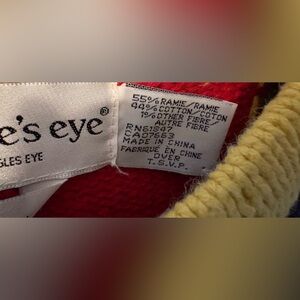 e's eye®
GLES EYE
55% RAMIE/RAMIE
44% COTTON/COTON
1% OTHER FIBRE/
AUTRE FIBRE
RN61847
CA07663
MADE IN CHINA
FABRIQUE EN CHINE
OVER
T.S.V.P.